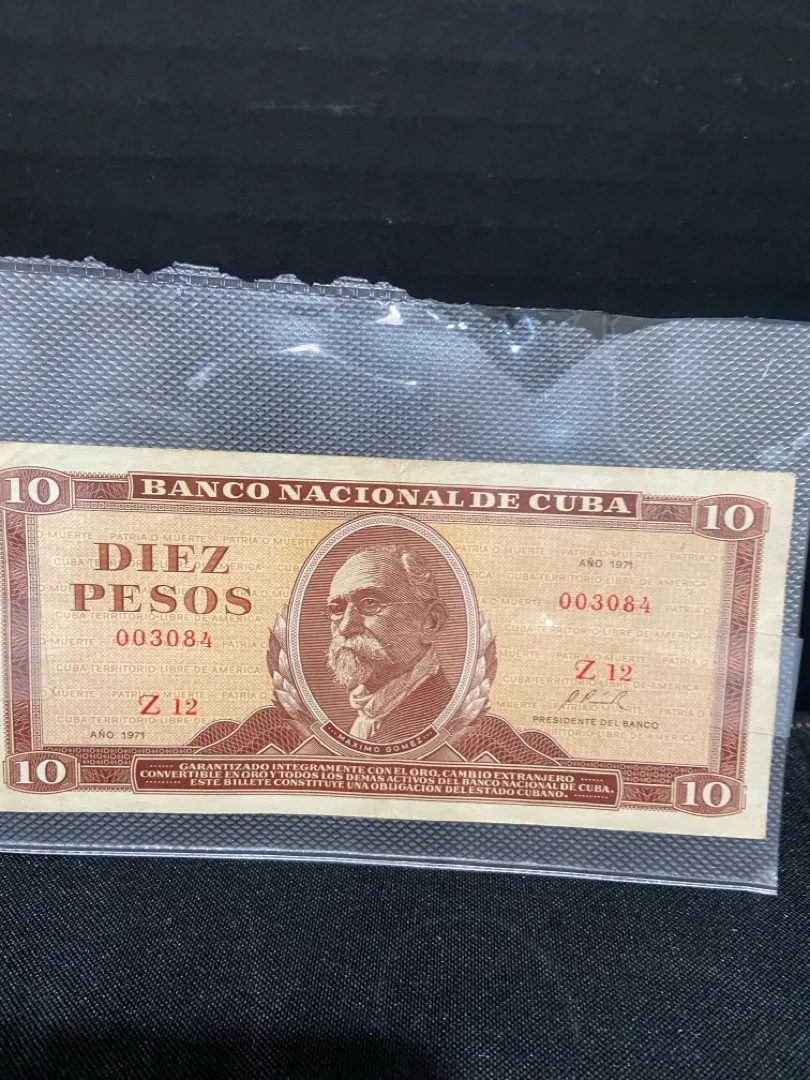 10 BANCO NACIONAL DE CUBA 10
DIEZ
PESOS
003084
Z 12
AÑO 1971
AÑO 1971
003084
Z 12
PRESIDENTE DEL BANCO
MAXIMO GOMEZ
PATRIA O MUERTE
CUBA TERRITORIO LIBRE DE AMERICA
10 GARANTIZADO INTEGRAMENTE CON EL ORO, CAMBIO EXTRANJERO
CONVERTIBLE EN ORO Y TODOS LOS DEMAS ACTIVOS DEL BANCO NACIONAL DE CUBA.
ESTE BILLETE CONSTITUYE UNA OBLIGACION DEL ESTADO CUBANO. 10